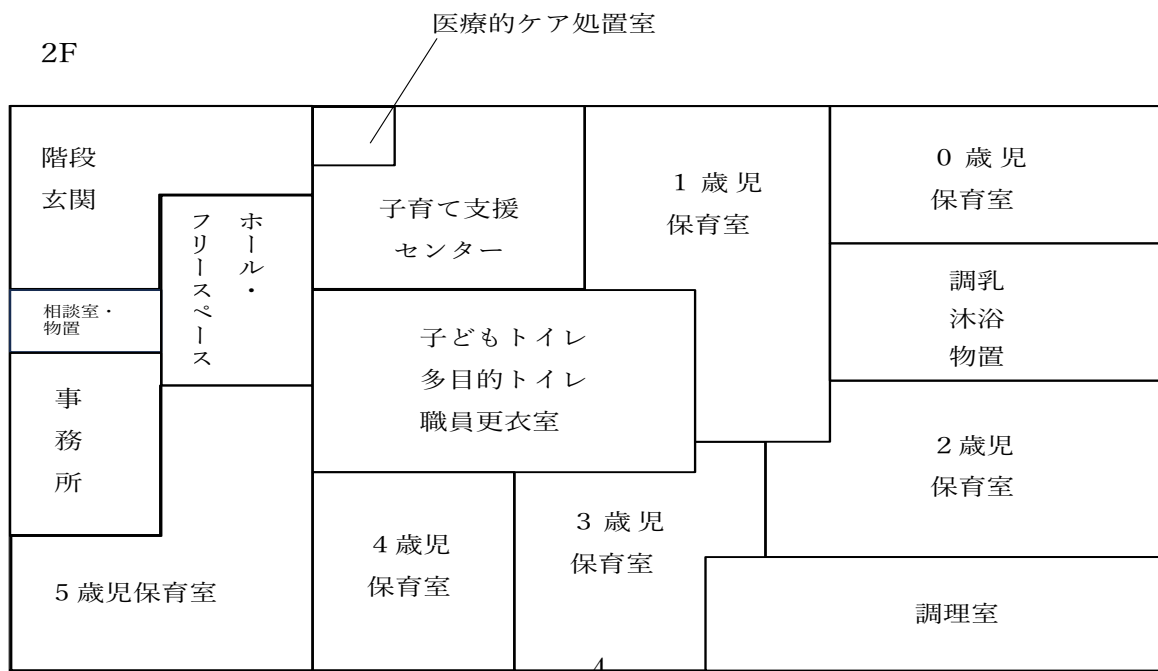 医療的ケア処置室
2F
階段
玄関
ホール・
フリースペース
子育て支援
センター
1 歳 児
保育室
0 歳 児
保育室
相談室・
物置
調乳
沐浴
物置
事
務
所
子どもトイレ
多目的トイレ
職員更衣室
2 歳児
保育室
5 歳児保育室
4 歳児
保育室
3 歳 児
保育室
調理室
4